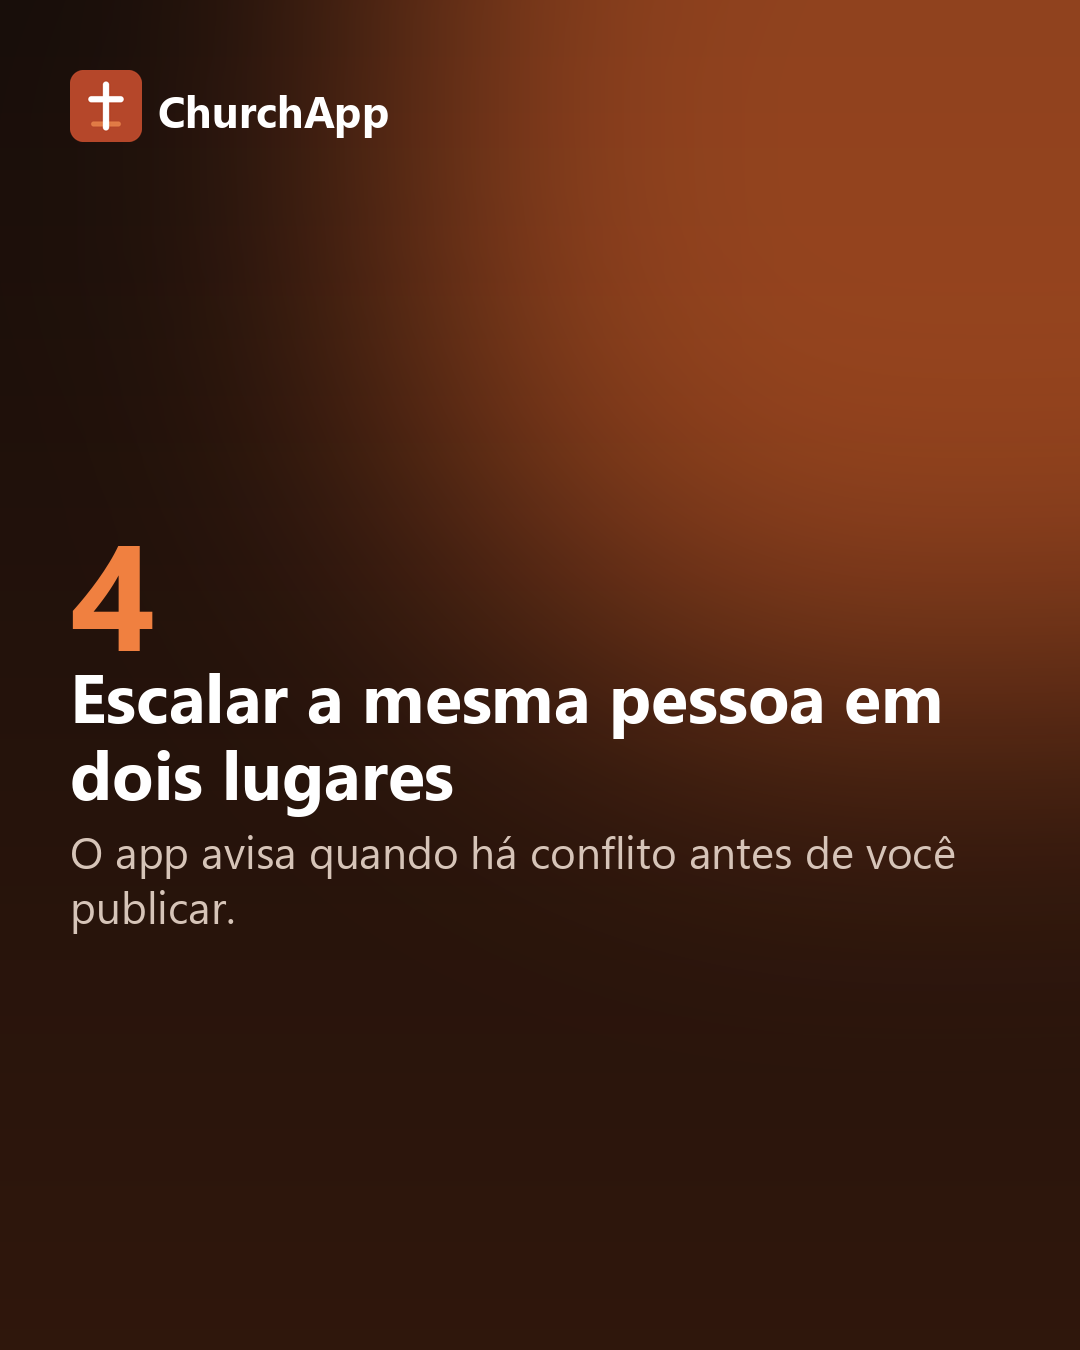 ChurchApp
4
Escalar a mesma pessoa em
dois lugares
O app avisa quando há conflito antes de você
publicar.